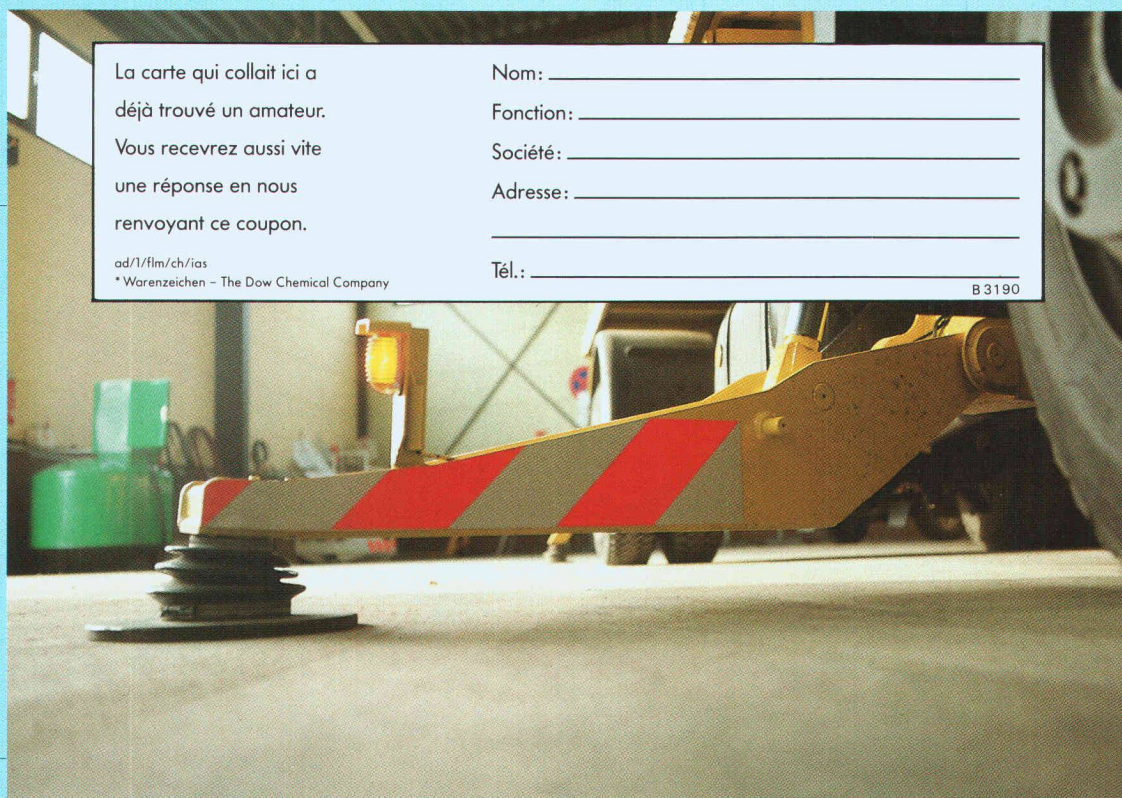 La carte qui collait ici a
déjà trouvé un amateur.
Vous recevrez aussi vite
une réponse en nous
renvoyant ce coupon.
ad/1/flm/ch/ias
* Warenzeichen – The Dow Chemical Company
Nom:
Fonction:
Société:
Adresse:
Tél.:
B 3190